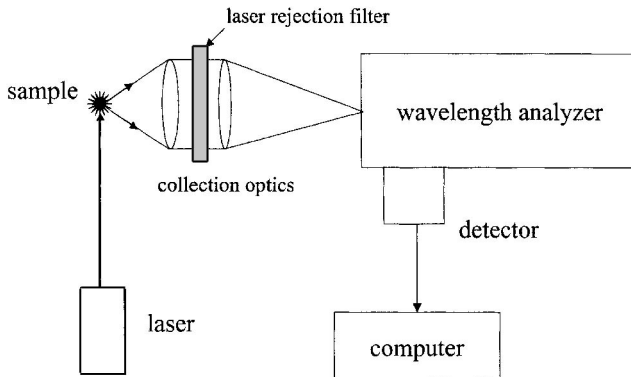 laser rejection filter
sample
wavelength analyzer
collection optics
detector
laser
computer